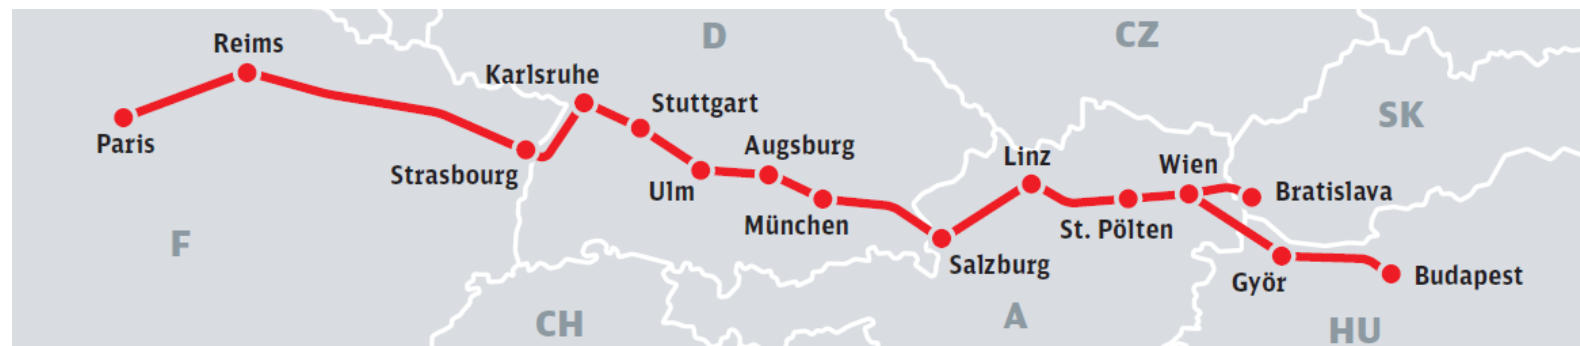 D
CZ
Reims
Karlsruhe
Stuttgart
SK
Paris
Augsburg
Linz
Wien
Strasbourg
Ulm
Bratislava
München
St. Pölten
F
Salzburg
Györ
Budapest
CH
A
HU